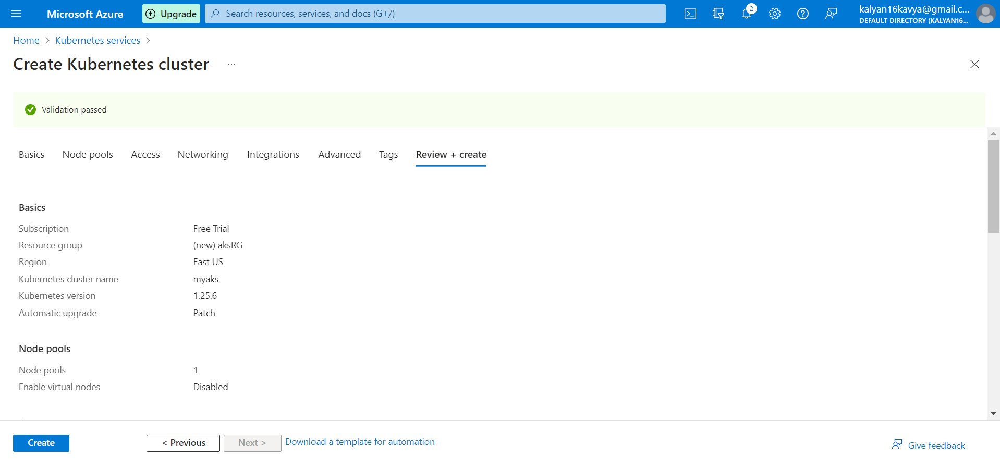 Microsoft Azure
Upgrade
Search resources, services, and docs (G+/)
2
kalyan16kavya@gmail.c...
DEFAULT DIRECTORY (KALYAN16...
Home > Kubernetes services >
Create Kubernetes cluster ...
Validation passed
Basics Node pools Access Networking Integrations Advanced Tags Review + create
Basics
Subscription Free Trial
Resource group (new) aksRG
Region East US
Kubernetes cluster name myaks
Kubernetes version 1.25.6
Automatic upgrade Patch
Node pools
Node pools 1
Enable virtual nodes Disabled
Create < Previous Next > Download a template for automation Give feedback